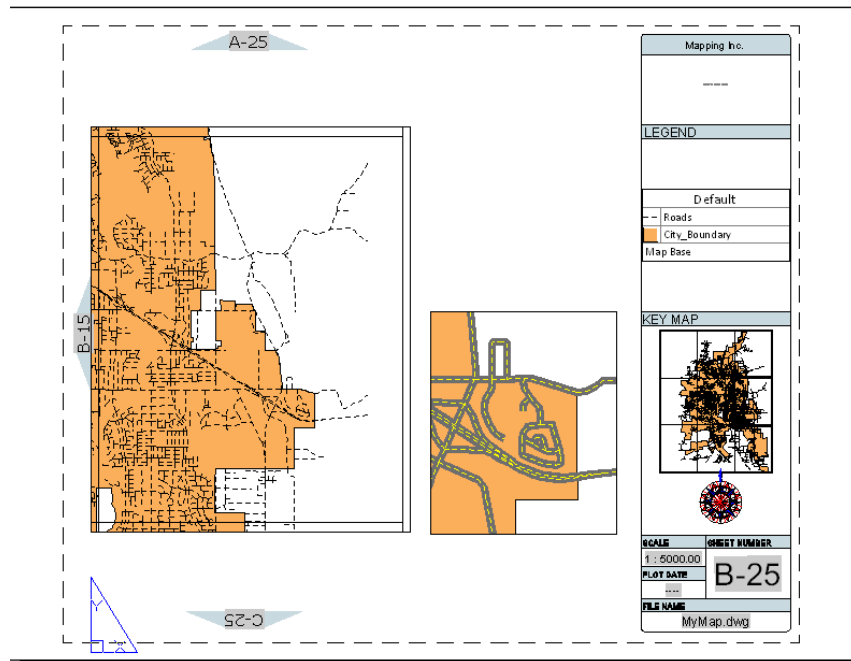 A-25
Mapping Inc.
----
LEGEND
Default
Roads
City_Boundary
Map Base
B-15
KEY MAP
SCALE
SHEET NUMBER
1 : 5000.00
B-25
PLOT DATE
----
FILE NAME
MyMap.dwg
C-25
Y
X